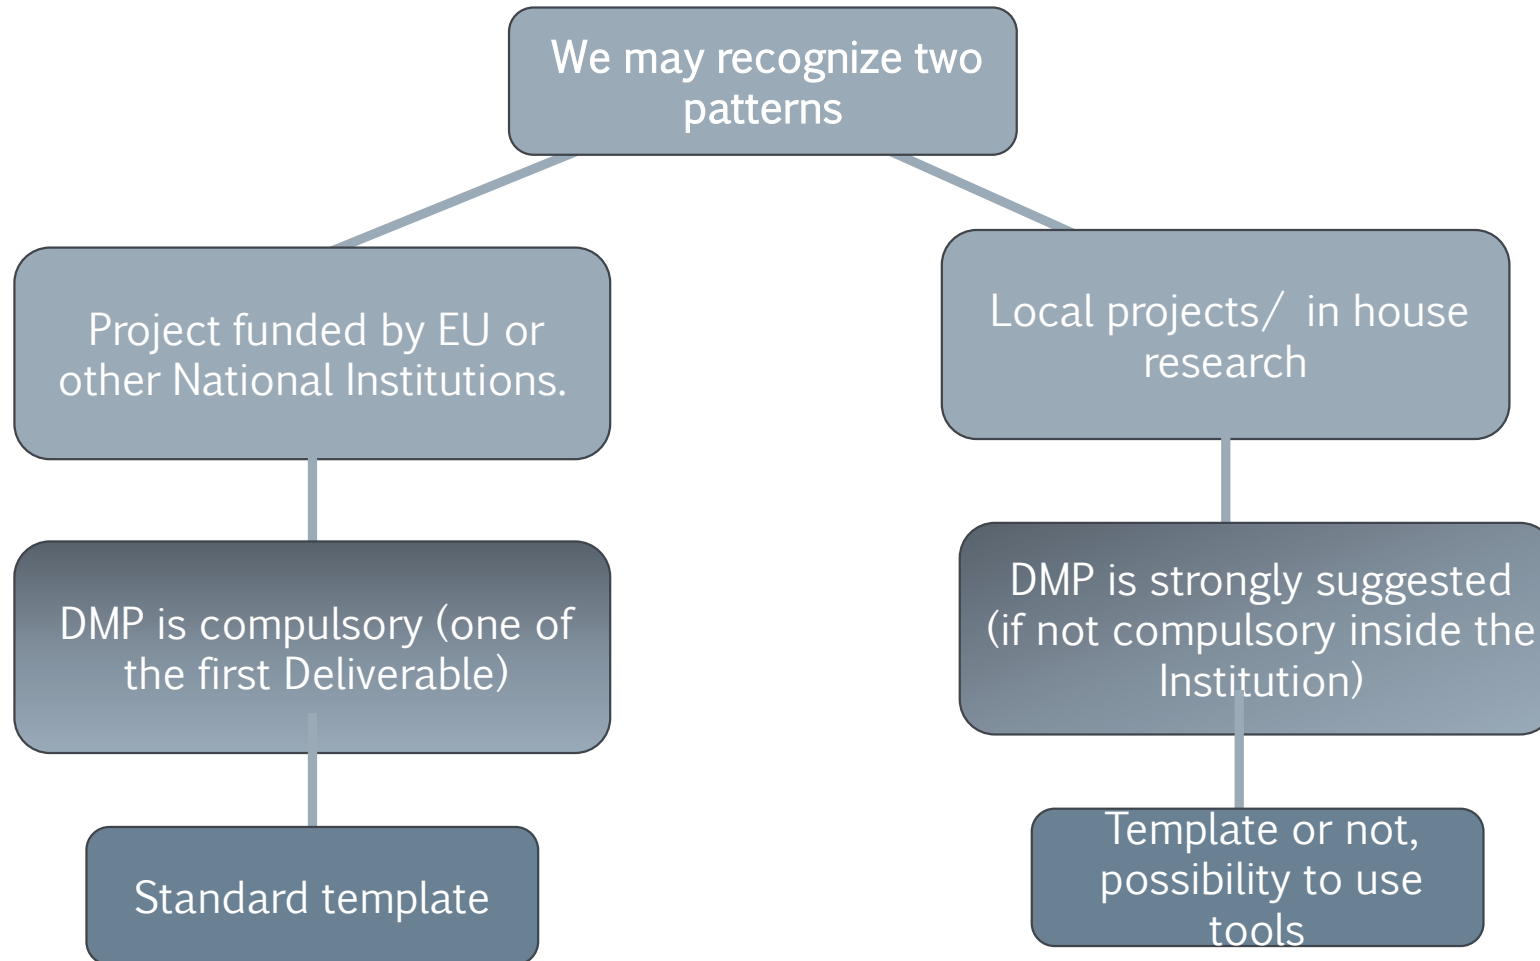 We may recognize two
patterns
Project funded by EU or
other National Institutions.
Local projects/ in house
research
DMP is compulsory (one of
the first Deliverable)
DMP is strongly suggested
(if not compulsory inside the
Institution)
Standard template
Template or not,
possibility to use
tools